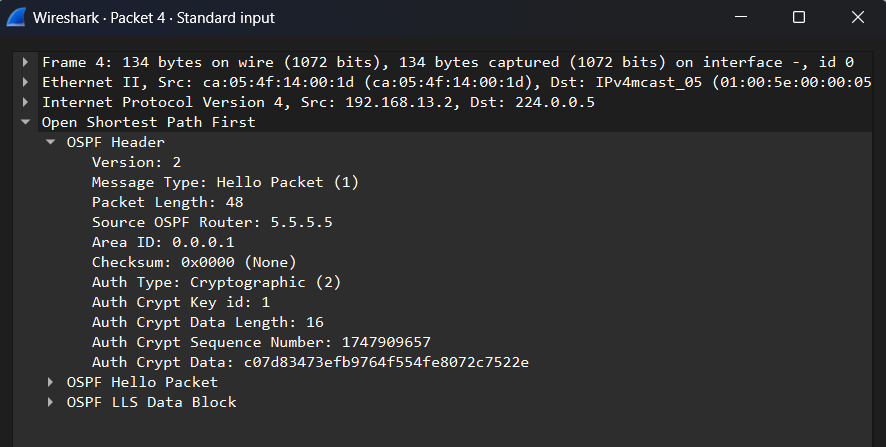 Wireshark · Packet 4 · Standard input
Frame 4: 134 bytes on wire (1072 bits), 134 bytes captured (1072 bits) on interface -, id 0
Ethernet II, Src: ca:05:4f:14:00:1d (ca:05:4f:14:00:1d), Dst: IPv4mcast_05 (01:00:5e:00:00:05
Internet Protocol Version 4, Src: 192.168.13.2, Dst: 224.0.0.5
Open Shortest Path First
OSPF Header
Version: 2
Message Type: Hello Packet (1)
Packet Length: 48
Source OSPF Router: 5.5.5.5
Area ID: 0.0.0.1
Checksum: 0x0000 (None)
Auth Type: Cryptographic (2)
Auth Crypt Key id: 1
Auth Crypt Data Length: 16
Auth Crypt Sequence Number: 1747909657
Auth Crypt Data: c07d83473efb9764f554fe8072c7522e
OSPF Hello Packet
OSPF LLS Data Block